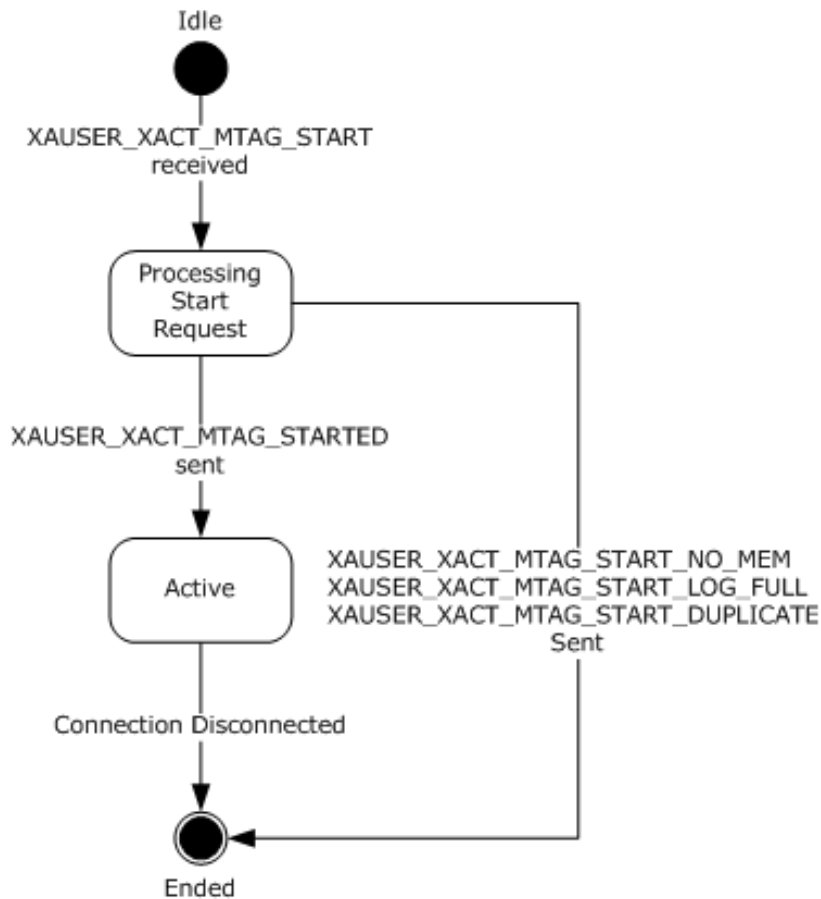 Idle
XAUSER_XACT_MTAG_START
received
Processing
Start
Request
XAUSER_XACT_MTAG_STARTED
sent
Active
XAUSER_XACT_MTAG_START_NO_MEM
XAUSER_XACT_MTAG_START_LOG_FULL
XAUSER_XACT_MTAG_START_DUPLICATE
Sent
Connection Disconnected
Ended